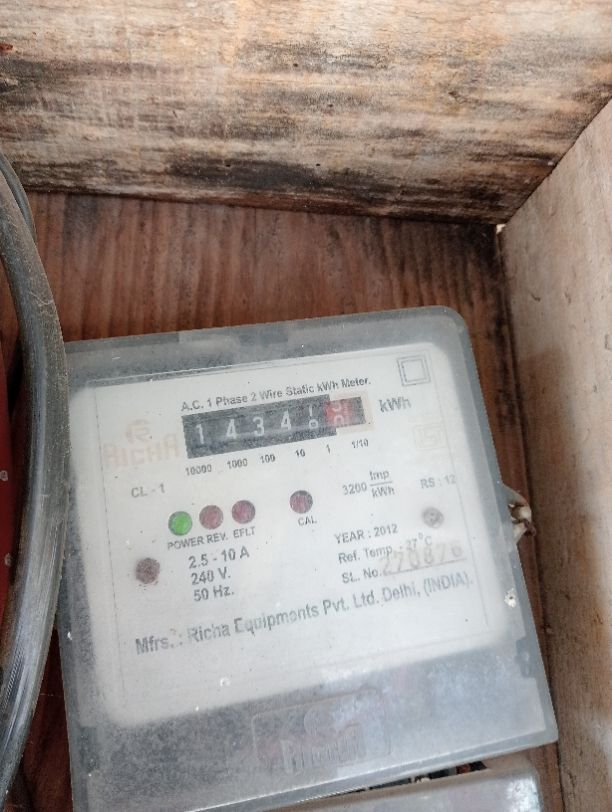 A.C. 1 Phase 2 Wire Static kWh Meter.
1 4 3 4 kWh
10000 1000 100 10 1 1/10
RICHA
CL - 1
3200 Imp/kWh
RS : 12
POWER REV. EFLT
CAL
2.5 - 10 A
240 V.
50 Hz.
YEAR : 2012
Ref. Temp. 27°C
SL. No.
Mfrs. : Richa Equipments Pvt. Ltd. Delhi, (INDIA).
RICHA